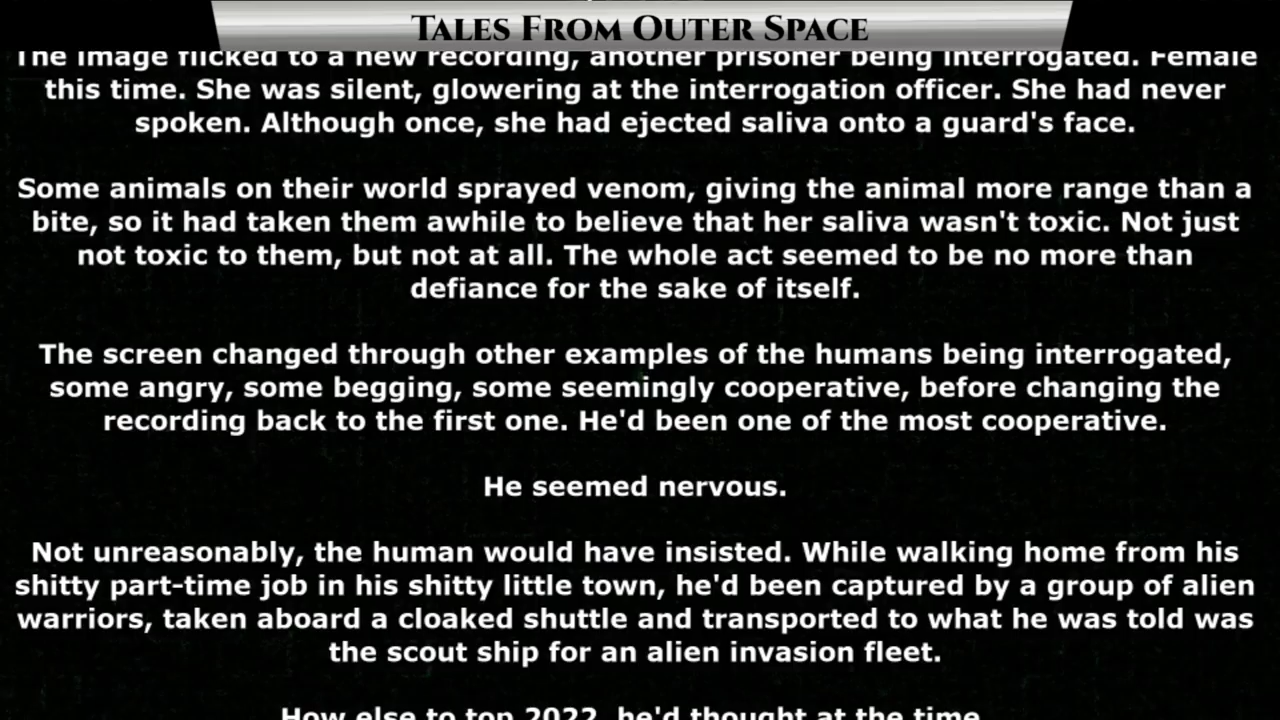 Tales From Outer Space
The image flicked to a new recording, another prisoner being interrogated. Female
this time. She was silent, glowering at the interrogation officer. She had never
spoken. Although once, she had ejected saliva onto a guard's face.
Some animals on their world sprayed venom, giving the animal more range than a
bite, so it had taken them awhile to believe that her saliva wasn't toxic. Not just
not toxic to them, but not at all. The whole act seemed to be no more than
defiance for the sake of itself.
The screen changed through other examples of the humans being interrogated,
some angry, some begging, some seemingly cooperative, before changing the
recording back to the first one. He'd been one of the most cooperative.
He seemed nervous.
Not unreasonably, the human would have insisted. While walking home from his
shitty part-time job in his shitty little town, he'd been captured by a group of alien
warriors, taken aboard a cloaked shuttle and transported to what he was told was
the scout ship for an alien invasion fleet.
How else to top 2022, he'd thought at the time.